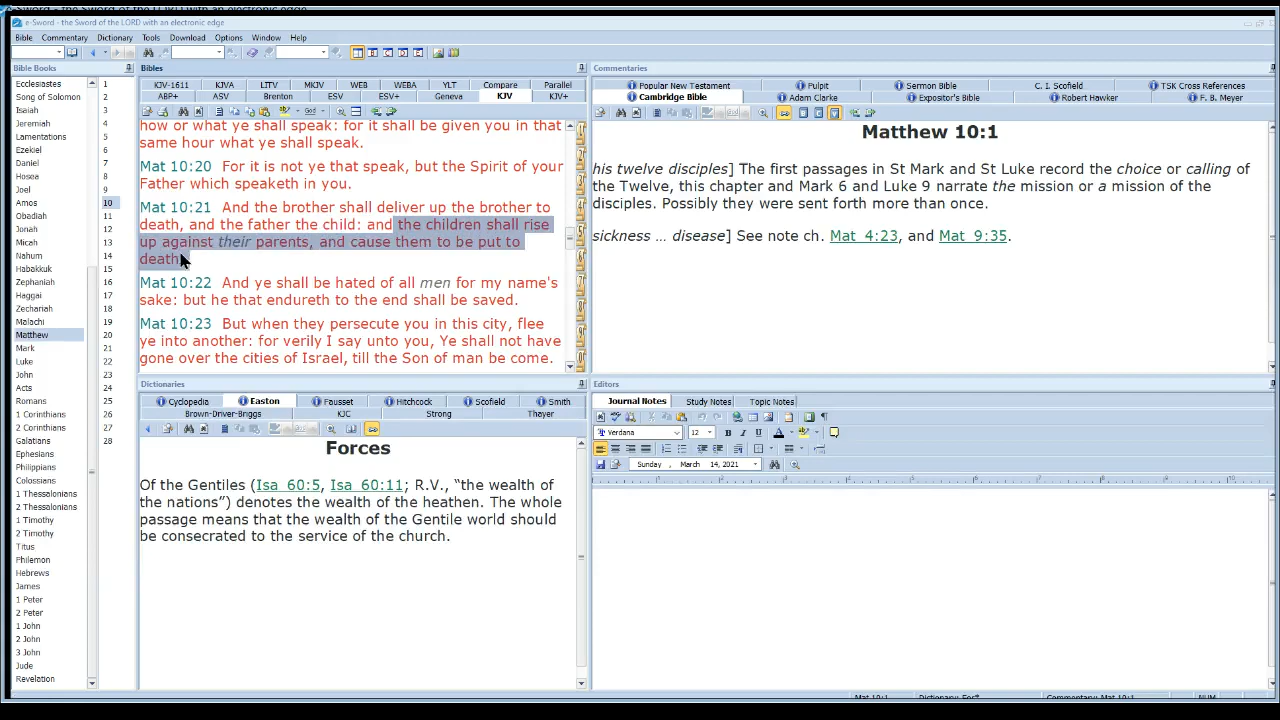 e-Sword - the Sword of the LORD with an electronic edge
Bible Commentary Dictionary Tools Download Options Window Help
Bible Books
Ecclesiastes
Song of Solomon
Isaiah
Jeremiah
Lamentations
Ezekiel
Daniel
Hosea
Joel
Amos
Obadiah
Jonah
Micah
Nahum
Habakkuk
Zephaniah
Haggai
Zechariah
Malachi
Matthew
Mark
Luke
John
Acts
Romans
1 Corinthians
2 Corinthians
Galatians
Ephesians
Philippians
Colossians
1 Thessalonians
2 Thessalonians
1 Timothy
2 Timothy
Titus
Philemon
Hebrews
James
1 Peter
2 Peter
1 John
2 John
3 John
Jude
Revelation
1
2
3
4
5
6
7
8
9
10
11
12
13
14
15
16
17
18
19
20
21
22
23
24
25
26
27
28
Bibles
KJV-1611 KJVA LITV MKJV WEB WEBA YLT Compare Parallel
ABP+ ASV Brenton ESV ESV+ Geneva KJV KJV+
how or what ye shall speak: for it shall be given you in that
same hour what ye shall speak.
Mat 10:20 For it is not ye that speak, but the Spirit of your
Father which speaketh in you.
Mat 10:21 And the brother shall deliver up the brother to
death, and the father the child: and the children shall rise
up against their parents, and cause them to be put to
death.
Mat 10:22 And ye shall be hated of all men for my name's
sake: but he that endureth to the end shall be saved.
Mat 10:23 But when they persecute you in this city, flee
ye into another: for verily I say unto you, Ye shall not have
gone over the cities of Israel, till the Son of man be come.
Commentaries
Popular New Testament Pulpit Sermon Bible C. I. Scofield TSK Cross References
Cambridge Bible Adam Clarke Expositor's Bible Robert Hawker F. B. Meyer
Matthew 10:1
his twelve disciples] The first passages in St Mark and St Luke record the choice or calling of
the Twelve, this chapter and Mark 6 and Luke 9 narrate the mission or a mission of the
disciples. Possibly they were sent forth more than once.
sickness ... disease] See note ch. Mat_4:23, and Mat_9:35.
Dictionaries
Cyclopedia Easton Fausset Hitchcock Scofield Smith
Brown-Driver-Briggs KJC Strong Thayer
Forces
Of the Gentiles (Isa_60:5, Isa_60:11; R.V., “the wealth of
the nations”) denotes the wealth of the heathen. The whole
passage means that the wealth of the Gentile world should
be consecrated to the service of the church.
Editors
Journal Notes Study Notes Topic Notes
Verdana 12 B I U A
Sunday , March 14, 2021
Mat 10:1 Dictionary: For* Commentary: Mat 10:1 NUM